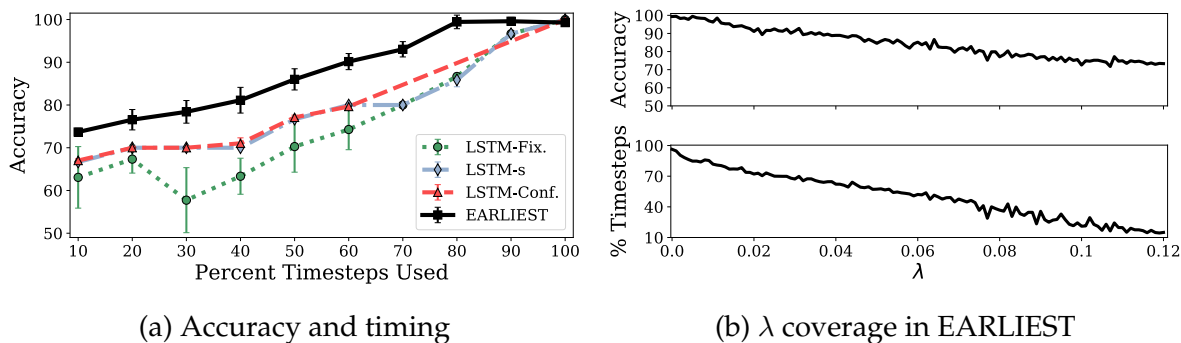 Accuracy
100
90
80
70
60
50
10 20 30 40 50 60 70 80 90 100
Percent Timesteps Used
LSTM-Fix.
LSTM-s
LSTM-Conf.
EARLIEST
(a) Accuracy and timing
Accuracy
100
90
80
70
60
50
% Timesteps
100
70
40
10
0.0 0.02 0.04 0.06 0.08 0.1 0.12
λ
(b) λ coverage in EARLIEST